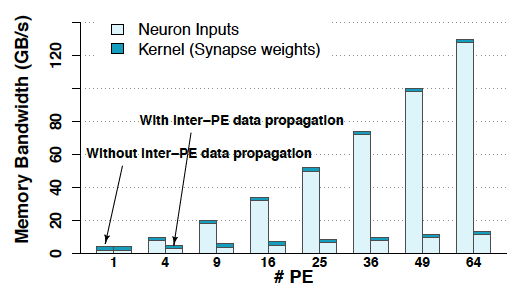 Neuron Inputs
Kernel (Synapse weights)
With Inter-PE data propagation
Without Inter-PE data propagation
Memory Bandwidth (GB/s)
120
80
60
40
20
0
1 4 9 16 25 36 49 64
# PE